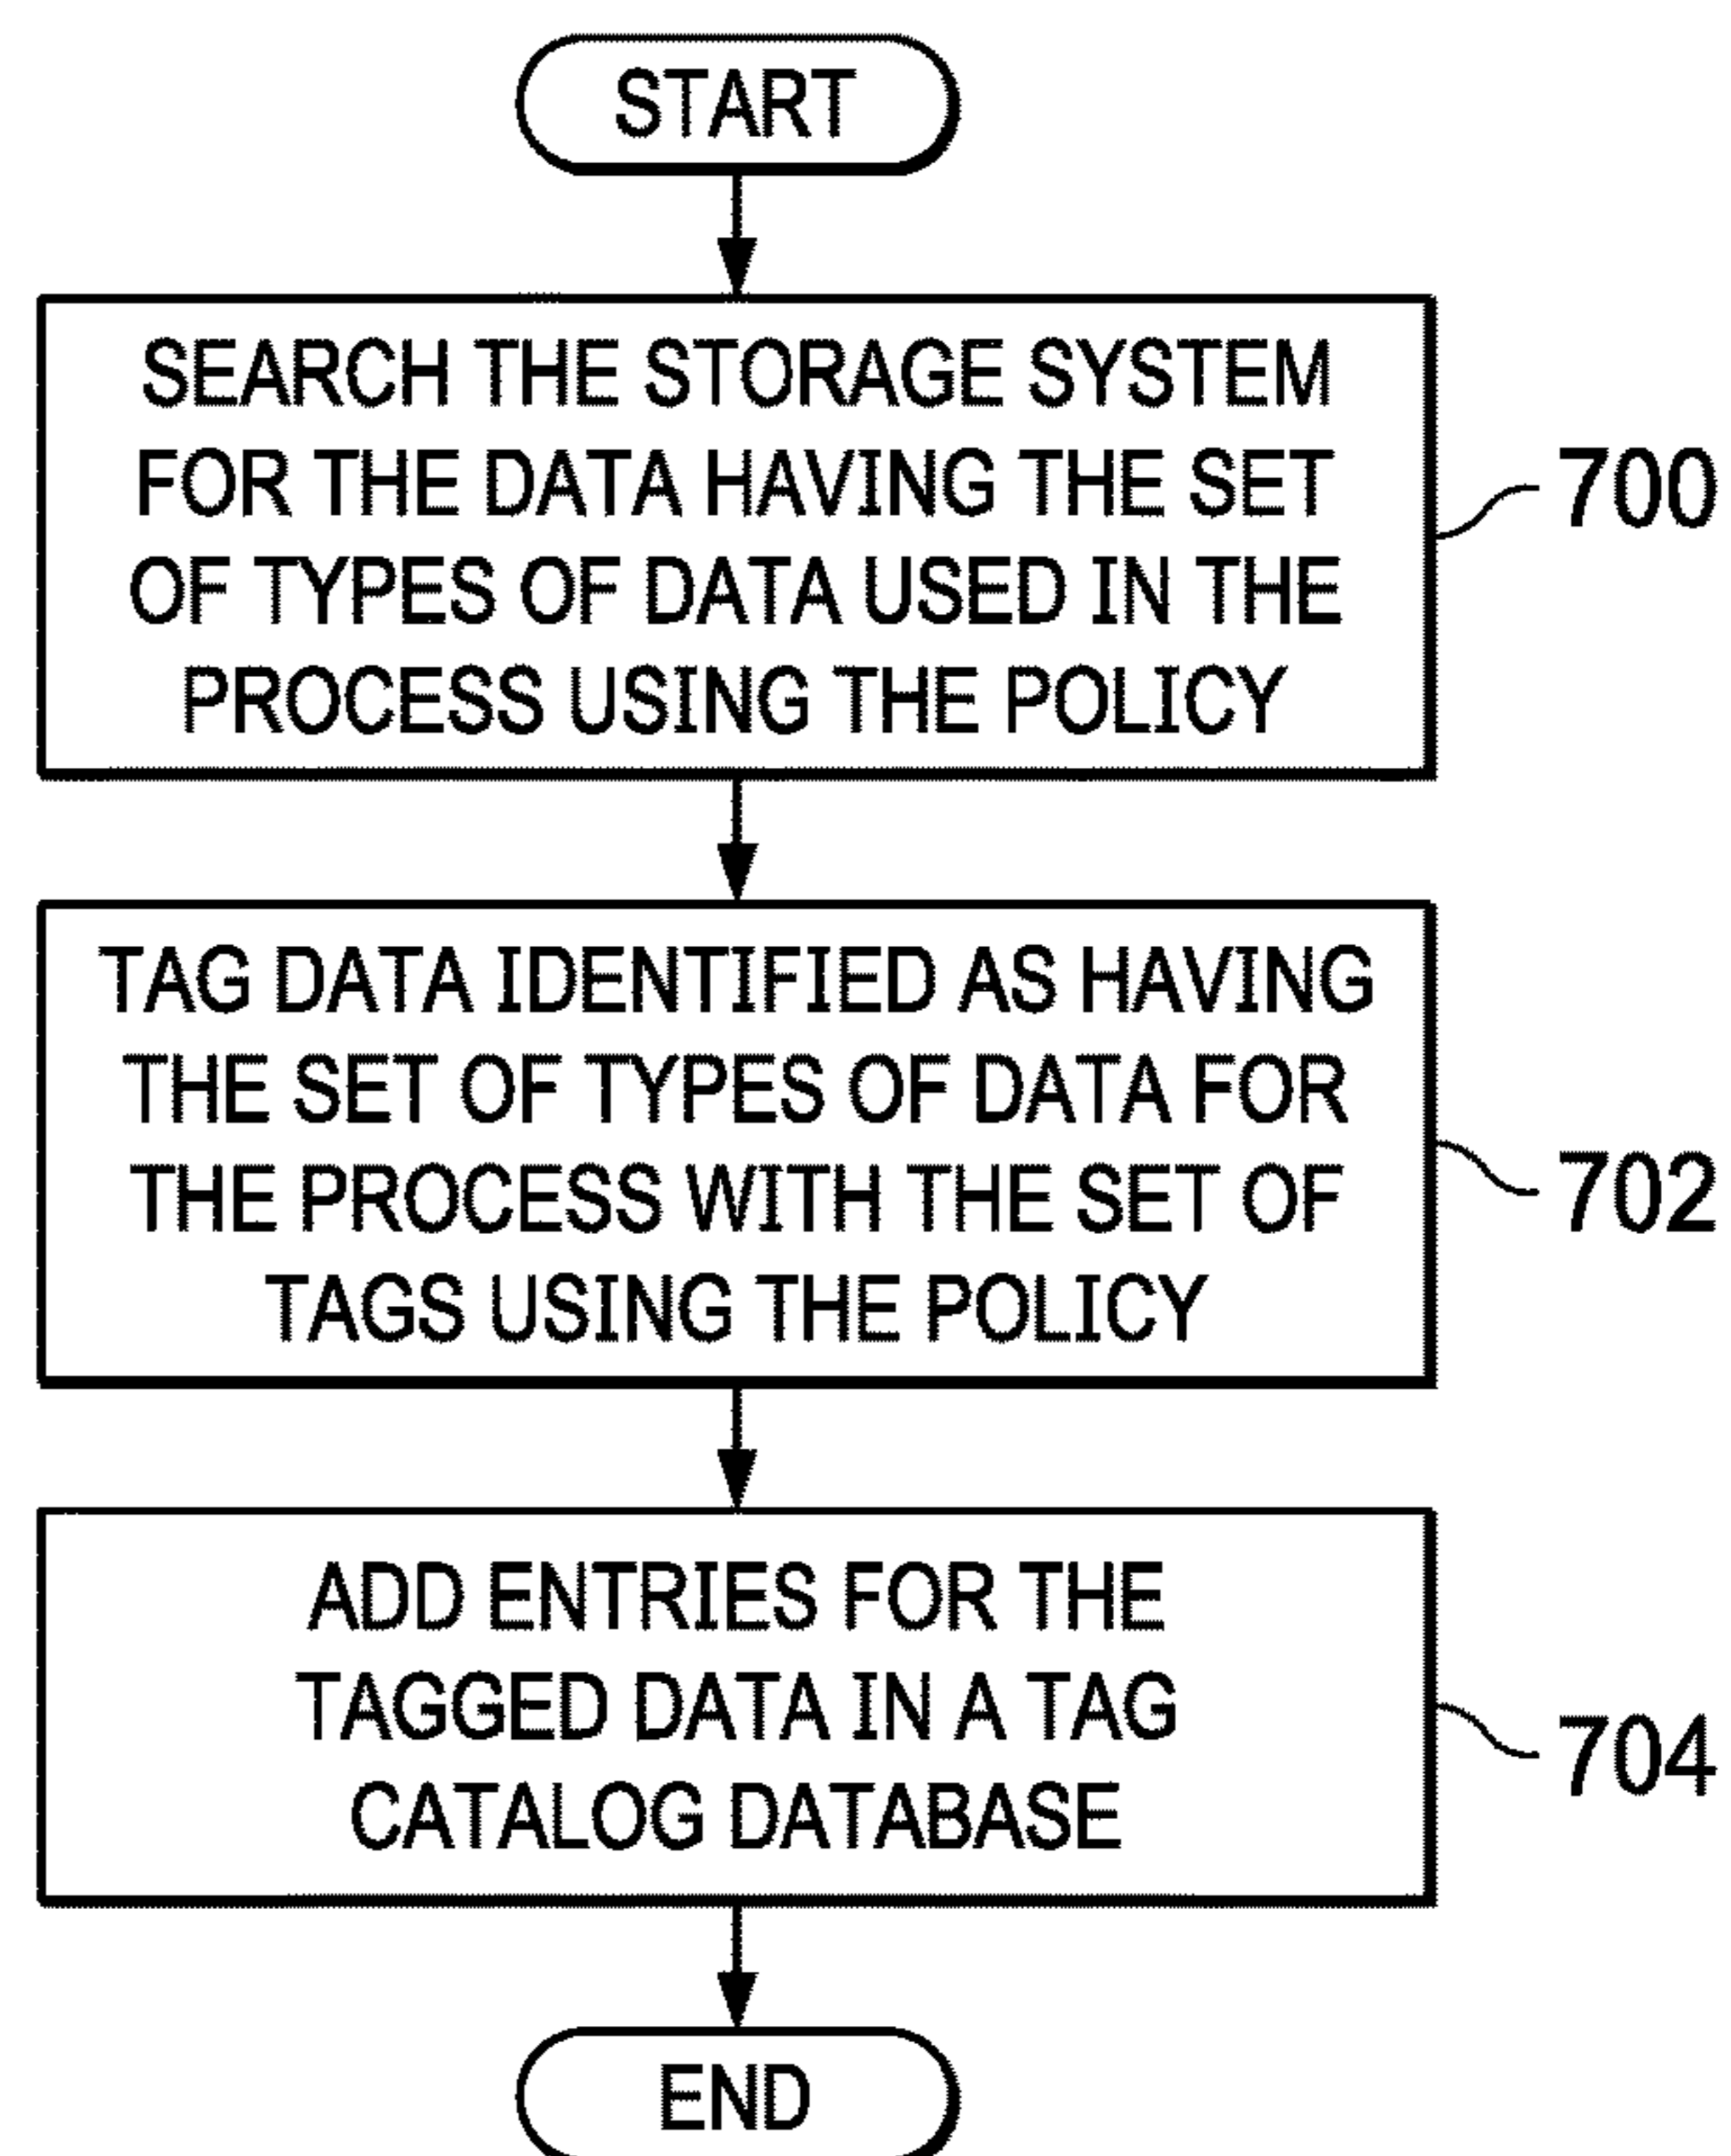 START
SEARCH THE STORAGE SYSTEM
FOR THE DATA HAVING THE SET
OF TYPES OF DATA USED IN THE
PROCESS USING THE POLICY
700
TAG DATA IDENTIFIED AS HAVING
THE SET OF TYPES OF DATA FOR
THE PROCESS WITH THE SET OF
TAGS USING THE POLICY
702
ADD ENTRIES FOR THE
TAGGED DATA IN A TAG
CATALOG DATABASE
704
END